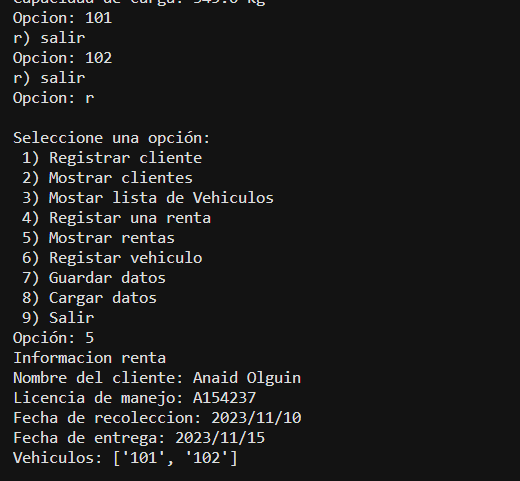 Capacidad de carga: 545.0 kg
Opcion: 101
r) salir
Opcion: 102
r) salir
Opcion: r
Seleccione una opción:
1) Registrar cliente
2) Mostrar clientes
3) Mostar lista de Vehiculos
4) Registar una renta
5) Mostrar rentas
6) Registar vehiculo
7) Guardar datos
8) Cargar datos
9) Salir
Opción: 5
Informacion renta
Nombre del cliente: Anaid Olguin
Licencia de manejo: A154237
Fecha de recoleccion: 2023/11/10
Fecha de entrega: 2023/11/15
Vehiculos: ['101', '102']